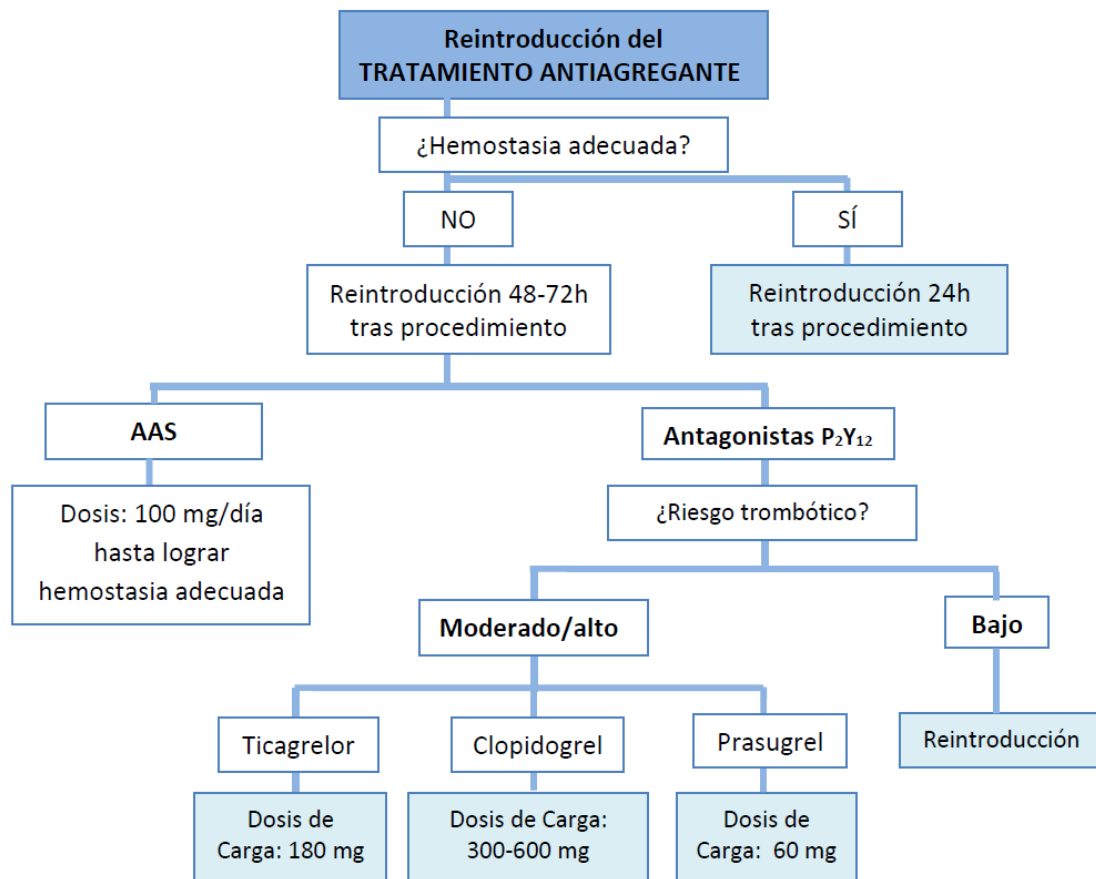 Reintroducción del
TRATAMIENTO ANTIAGREGANTE
¿Hemostasia adecuada?
NO
SÍ
Reintroducción 48-72h
tras procedimiento
Reintroducción 24h
tras procedimiento
AAS
Antagonistas P₂Y₁₂
Dosis: 100 mg/día
hasta lograr
hemostasia adecuada
¿Riesgo trombótico?
Moderado/alto
Bajo
Ticagrelor
Clopidogrel
Prasugrel
Reintroducción
Dosis de
Carga: 180 mg
Dosis de Carga:
300-600 mg
Dosis de
Carga: 60 mg